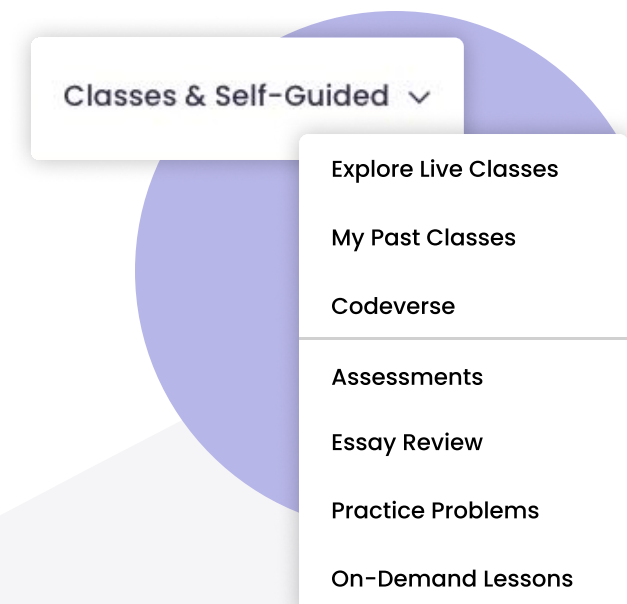 Classes & Self-Guided
Explore Live Classes
My Past Classes
Codeverse
Assessments
Essay Review
Practice Problems
On-Demand Lessons